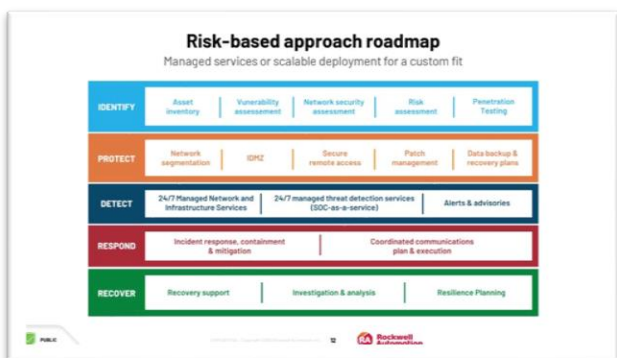 Risk-based approach roadmap
Managed services or scalable deployment for a custom fit
IDENTIFY
Asset
inventory
Vunerability
assessement
Network security
assessment
Risk
assessment
Penetration
Testing
PROTECT
Network
segmentation
IDMZ
Secure
remote access
Patch
management
Data backup &
recovery plans
DETECT
24/7 Managed Network and
Infrastructure Services
24/7 managed threat detection services
(SOC-as-a-service)
Alerts & advisories
RESPOND
Incident response, containment
& mitigation
Coordinated communications
plan & execution
RECOVER
Recovery support
Investigation & analysis
Resilience Planning
PUBLIC
12
RA
Rockwell
Automation